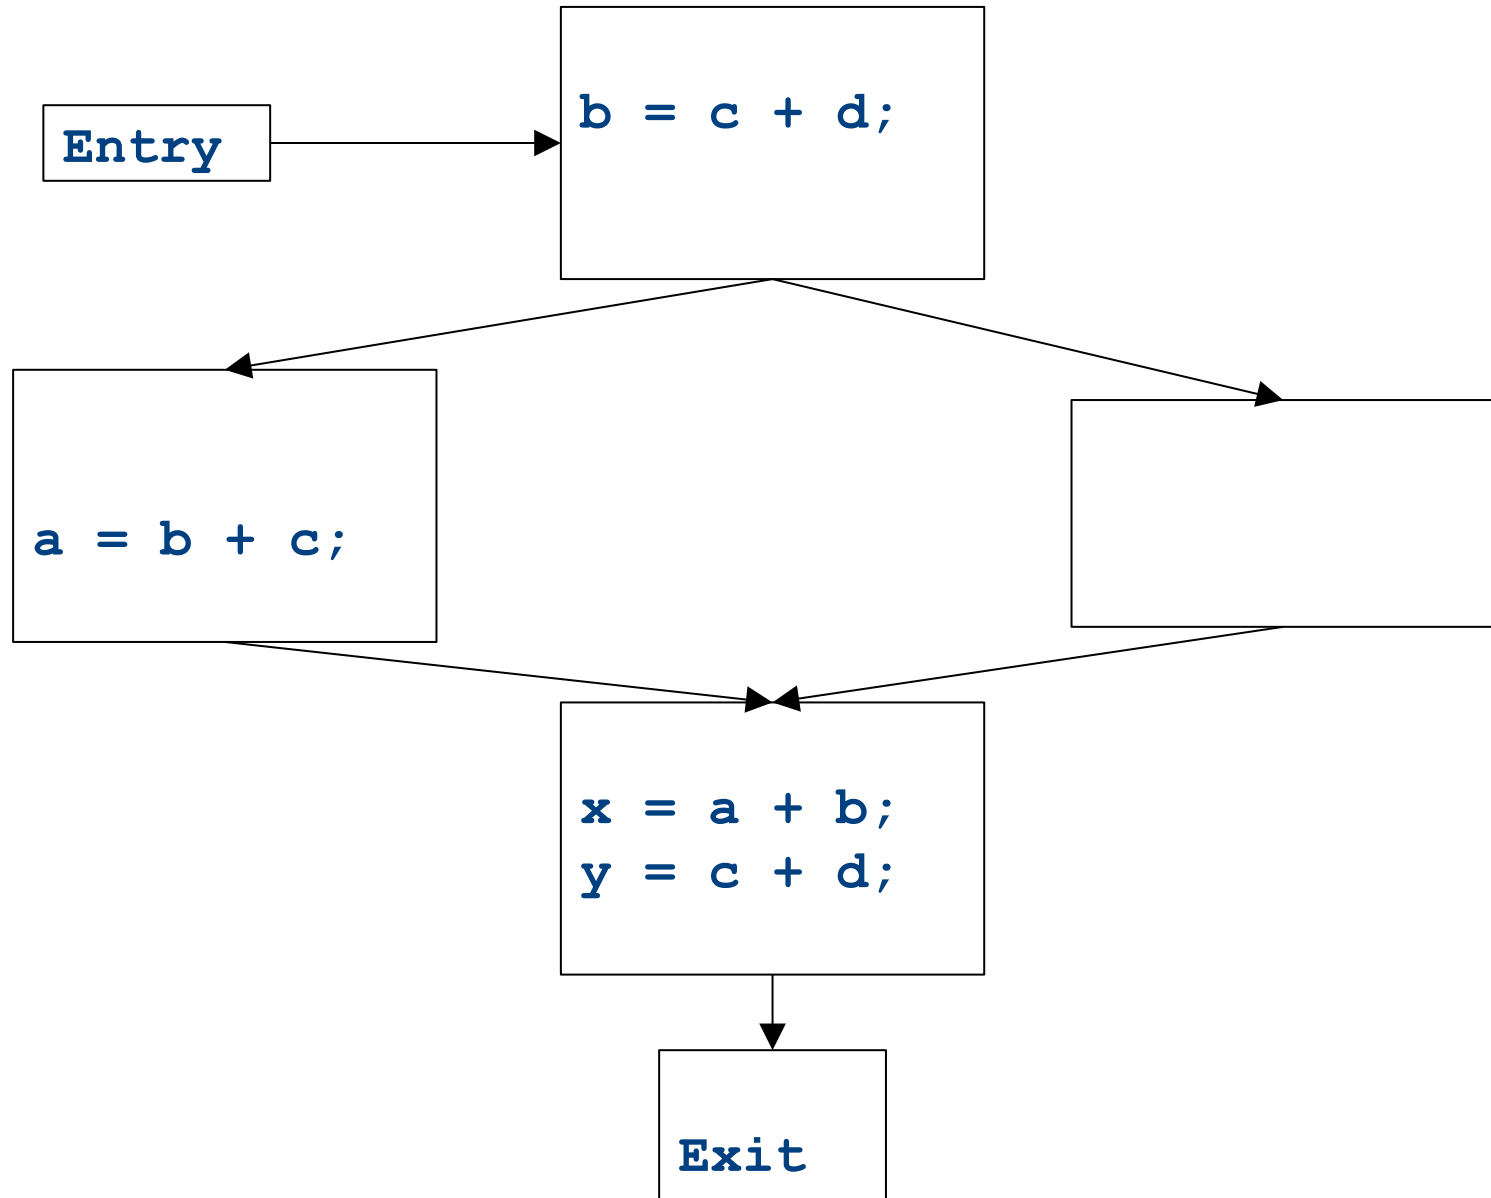 Entry
b = c + d;
a = b + c;
x = a + b;
y = c + d;
Exit